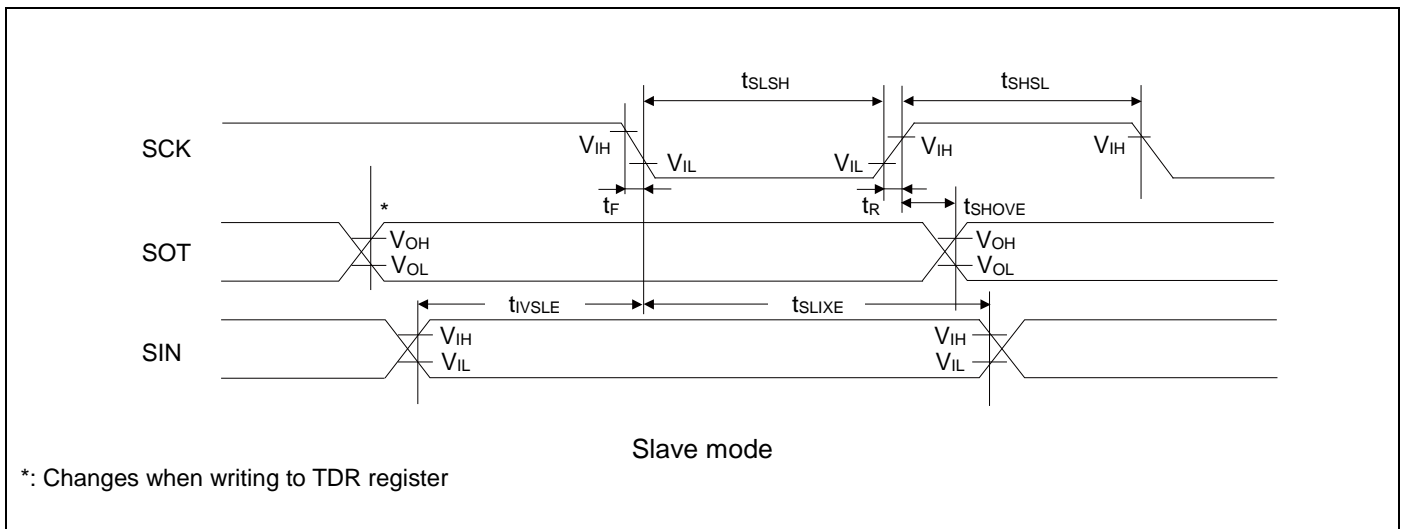 tSLSH tSHSL
SCK VIH VIL VIL VIH VIH
tF tR tSHOVE
*
SOT VOH VOH
VOL VOL
tIVSLE tSLIXE
SIN VIH VIH
VIL VIL
Slave mode
*: Changes when writing to TDR register